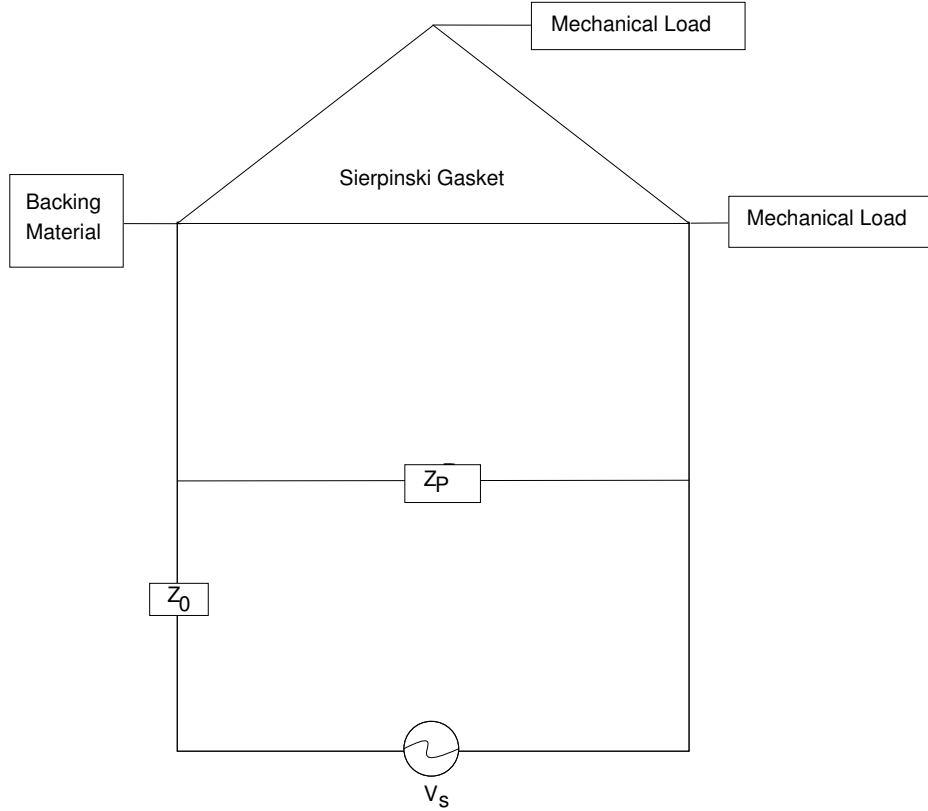 Mechanical Load
Sierpinski Gasket
Backing
Material
Mechanical Load
ZP
Z0
Vs